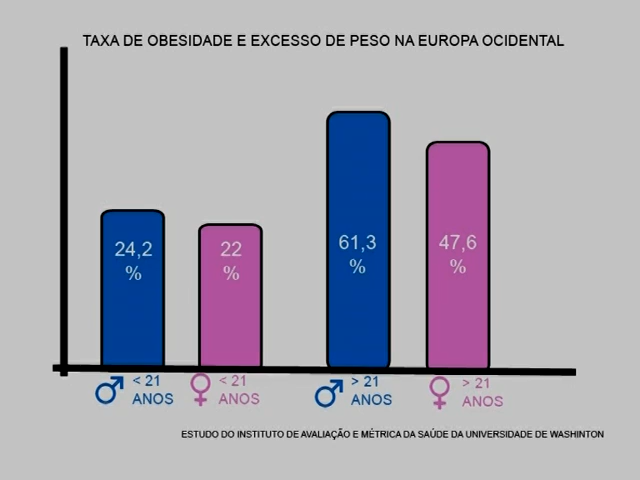 TAXA DE OBESIDADE E EXCESSO DE PESO NA EUROPA OCIDENTAL
24,2
%
22
%
61,3
%
47,6
%
♂ < 21
ANOS
♀ < 21
ANOS
♂ > 21
ANOS
♀ > 21
ANOS
ESTUDO DO INSTITUTO DE AVALIAÇÃO E MÉTRICA DA SAÚDE DA UNIVERSIDADE DE WASHINTON